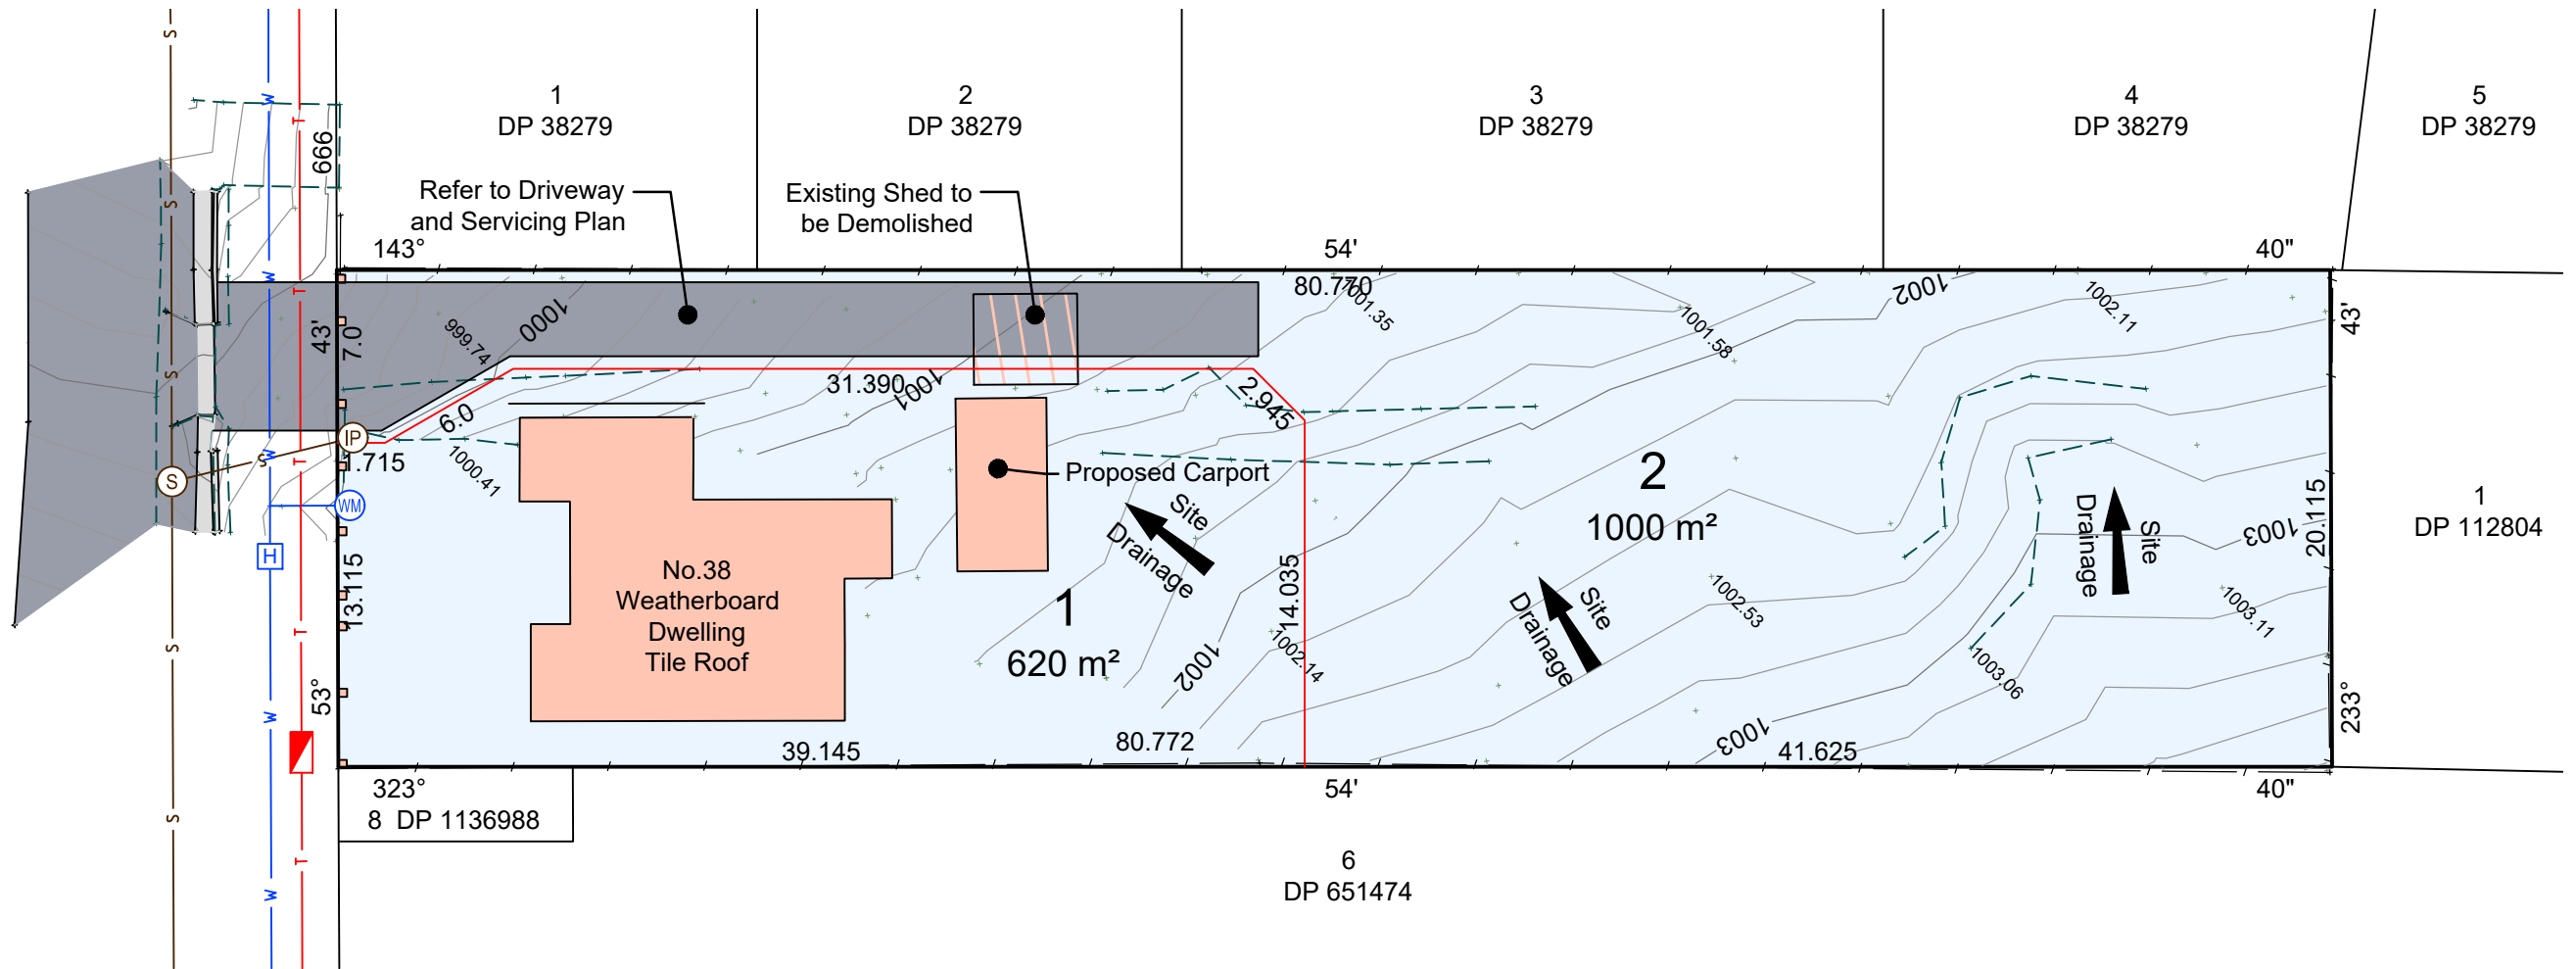 1
DP 38279
2
DP 38279
3
DP 38279
4
DP 38279
5
DP 38279
Refer to Driveway
and Servicing Plan
Existing Shed to
be Demolished
666
143°
54'
40"
80.770
43'
7.0
999.74
1000
1001.35
1001.58
1002
1002.11
43'
31.390
1001
2.945
6.0
IP
1.715
1000.41
S
WM
H
Proposed Carport
Site
Drainage
2
1000 m²
Site
Drainage
1003
20.115
1
DP 112804
No.38
Weatherboard
Dwelling
Tile Roof
13.115
14.035
1
620 m²
1002
1002.14
Site
Drainage
1002.53
1003.11
1003.06
53°
233°
1003
39.145
80.772
41.625
323°
54'
40"
8 DP 1136988
6
DP 651474
S
S
S
S
S
S
W
W
W
W
W
T
T
T
T
T